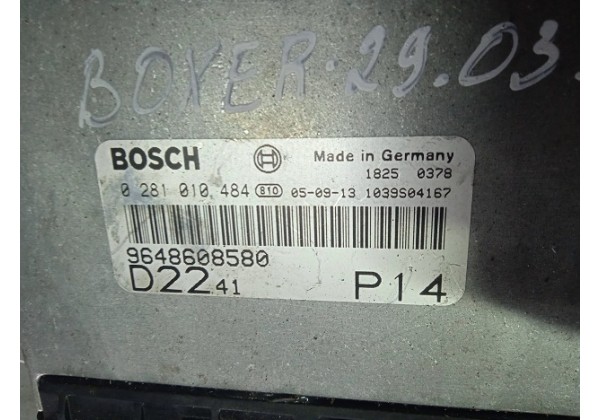 BOXER. 29.03.
BOSCH Made in Germany
1825 0378
0 281 010 484 810 05-09-13 1039S04167
9648608580
D22 41 P14